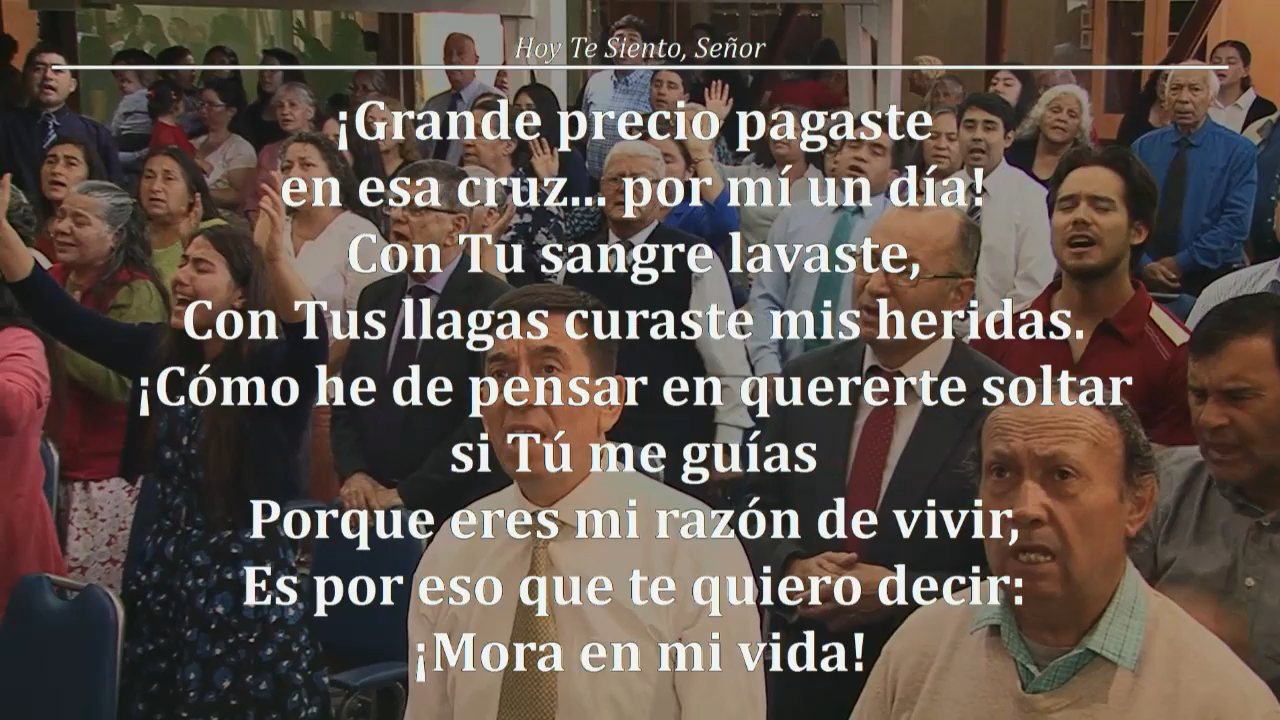 Hoy Te Siento, Señor
¡Grande precio pagaste
en esa cruz... por mí un día!
Con Tu sangre lavaste,
Con Tus llagas curaste mis heridas.
¡Cómo he de pensar en quererte soltar
si Tú me guías
Porque eres mi razón de vivir,
Es por eso que te quiero decir:
¡Mora en mi vida!